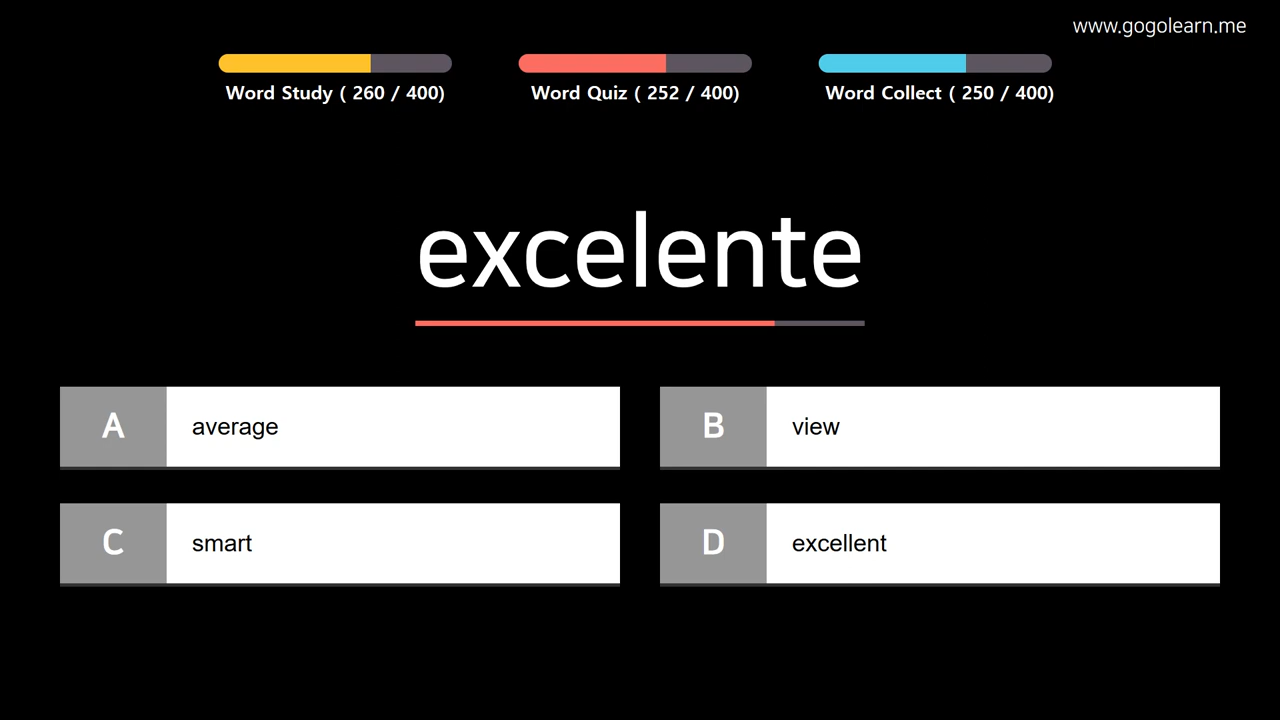 www.gogolearn.me
Word Study ( 260 / 400)
Word Quiz ( 252 / 400)
Word Collect ( 250 / 400)
excelente
A average
B view
C smart
D excellent